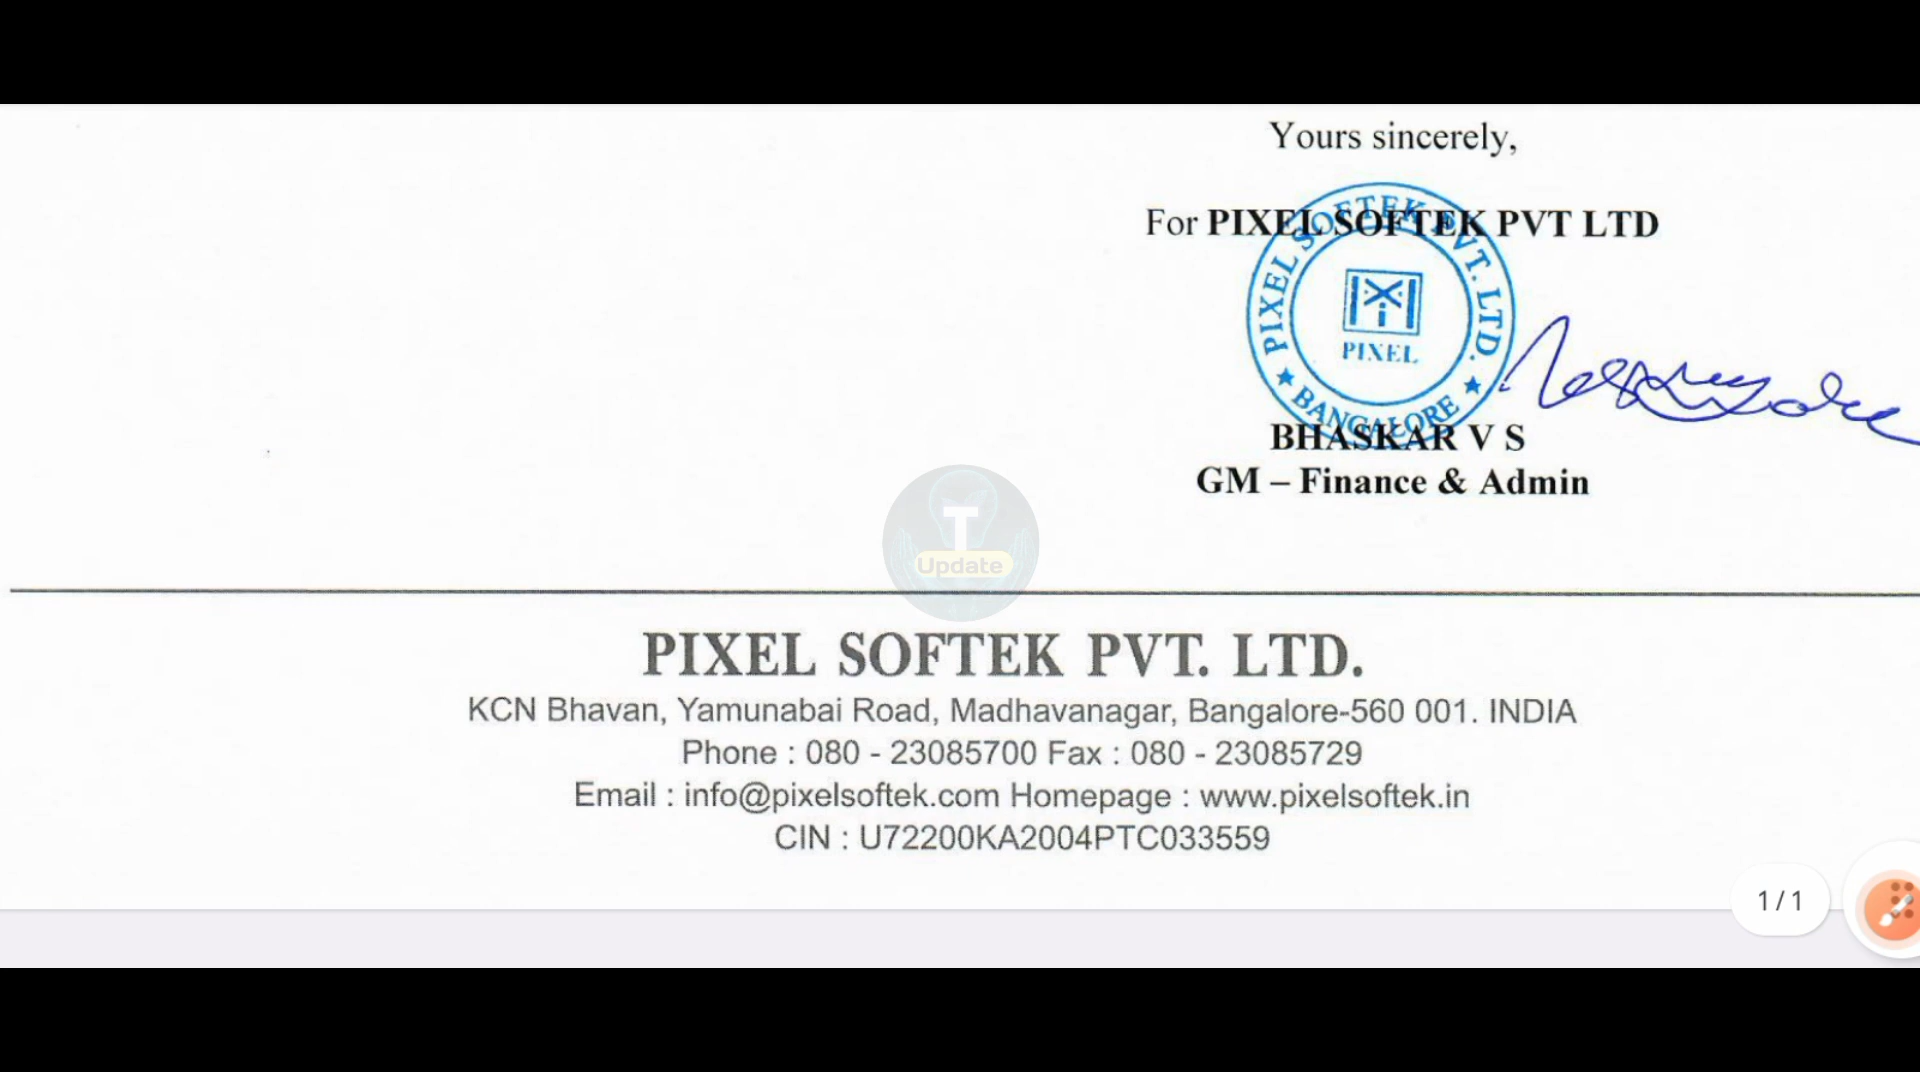 Yours sincerely,
For PIXEL SOFTEK PVT LTD
PIXEL SOFTEK PVT. LTD.
PIXEL
★ BANGALORE ★
BHASKAR V S
GM – Finance & Admin
T
Update
PIXEL SOFTEK PVT. LTD.
KCN Bhavan, Yamunabai Road, Madhavanagar, Bangalore-560 001. INDIA
Phone : 080 - 23085700 Fax : 080 - 23085729
Email : info@pixelsoftek.com Homepage : www.pixelsoftek.in
CIN : U72200KA2004PTC033559
1/1